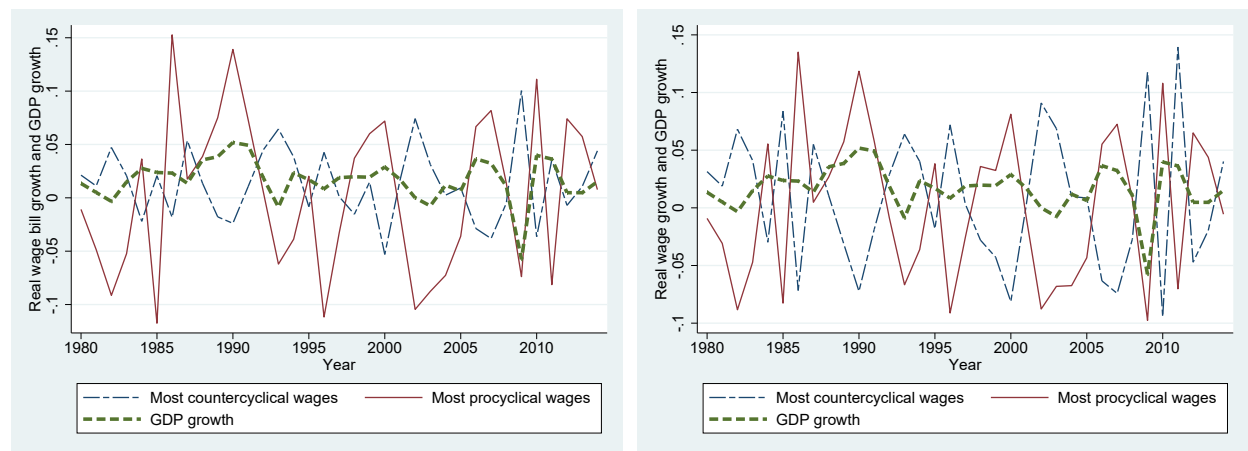 Real wage bill growth and GDP growth
.15
.1
.05
0
-.05
-.1
1980 1985 1990 1995 2000 2005 2010
Year
Most countercyclical wages Most procyclical wages
GDP growth
Real wage growth and GDP growth
.15
.1
.05
0
-.05
-.1
1980 1985 1990 1995 2000 2005 2010
Year
Most countercyclical wages Most procyclical wages
GDP growth